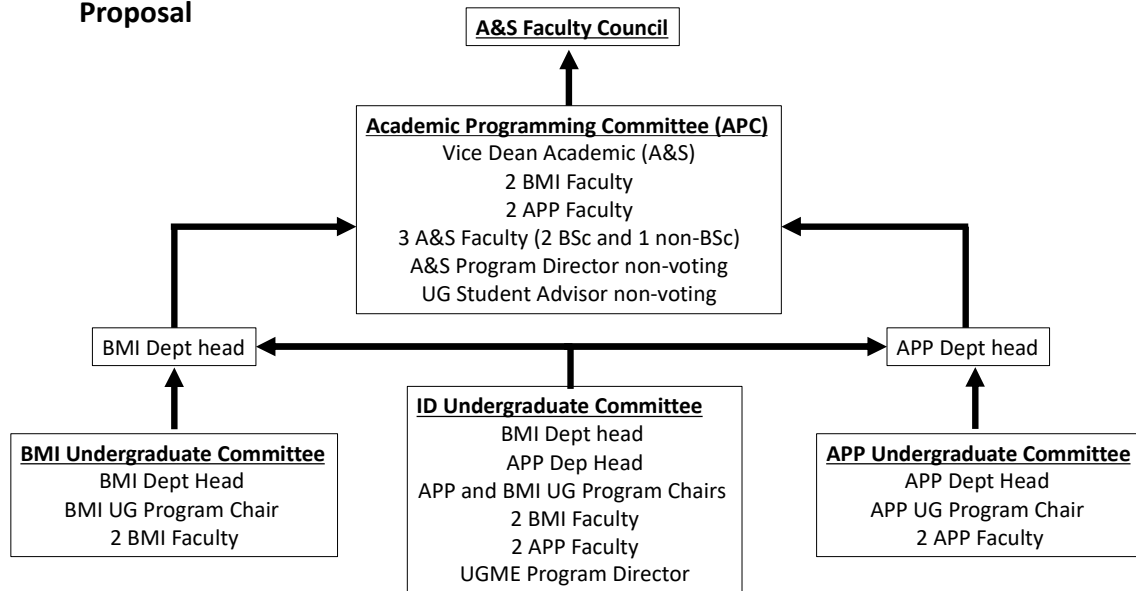 Proposal
A&S Faculty Council
Academic Programming Committee (APC)
Vice Dean Academic (A&S)
2 BMI Faculty
2 APP Faculty
3 A&S Faculty (2 BSc and 1 non-BSc)
A&S Program Director non-voting
UG Student Advisor non-voting
BMI Dept head
APP Dept head
BMI Undergraduate Committee
BMI Dept Head
BMI UG Program Chair
2 BMI Faculty
ID Undergraduate Committee
BMI Dept head
APP Dep Head
APP and BMI UG Program Chairs
2 BMI Faculty
2 APP Faculty
UGME Program Director
APP Undergraduate Committee
APP Dept Head
APP UG Program Chair
2 APP Faculty